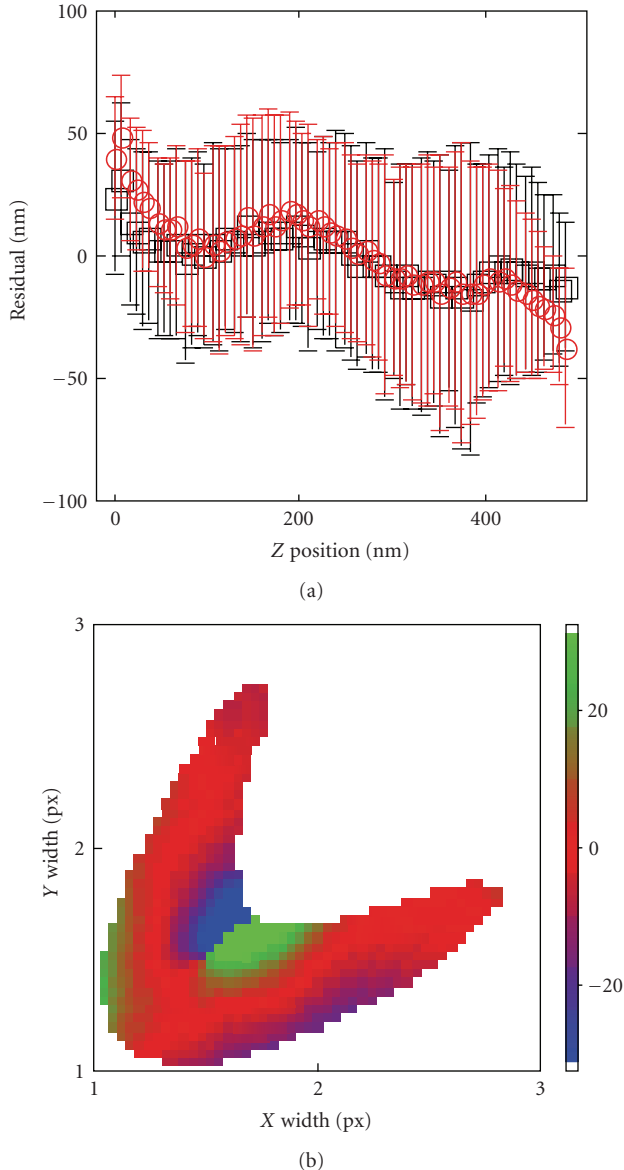 100
50
0
−50
−100
Residual (nm)
0 200 400
Z position (nm)
(a)
3
2
1
Y width (px)
1 2 3
X width (px)
20
0
−20
(b)